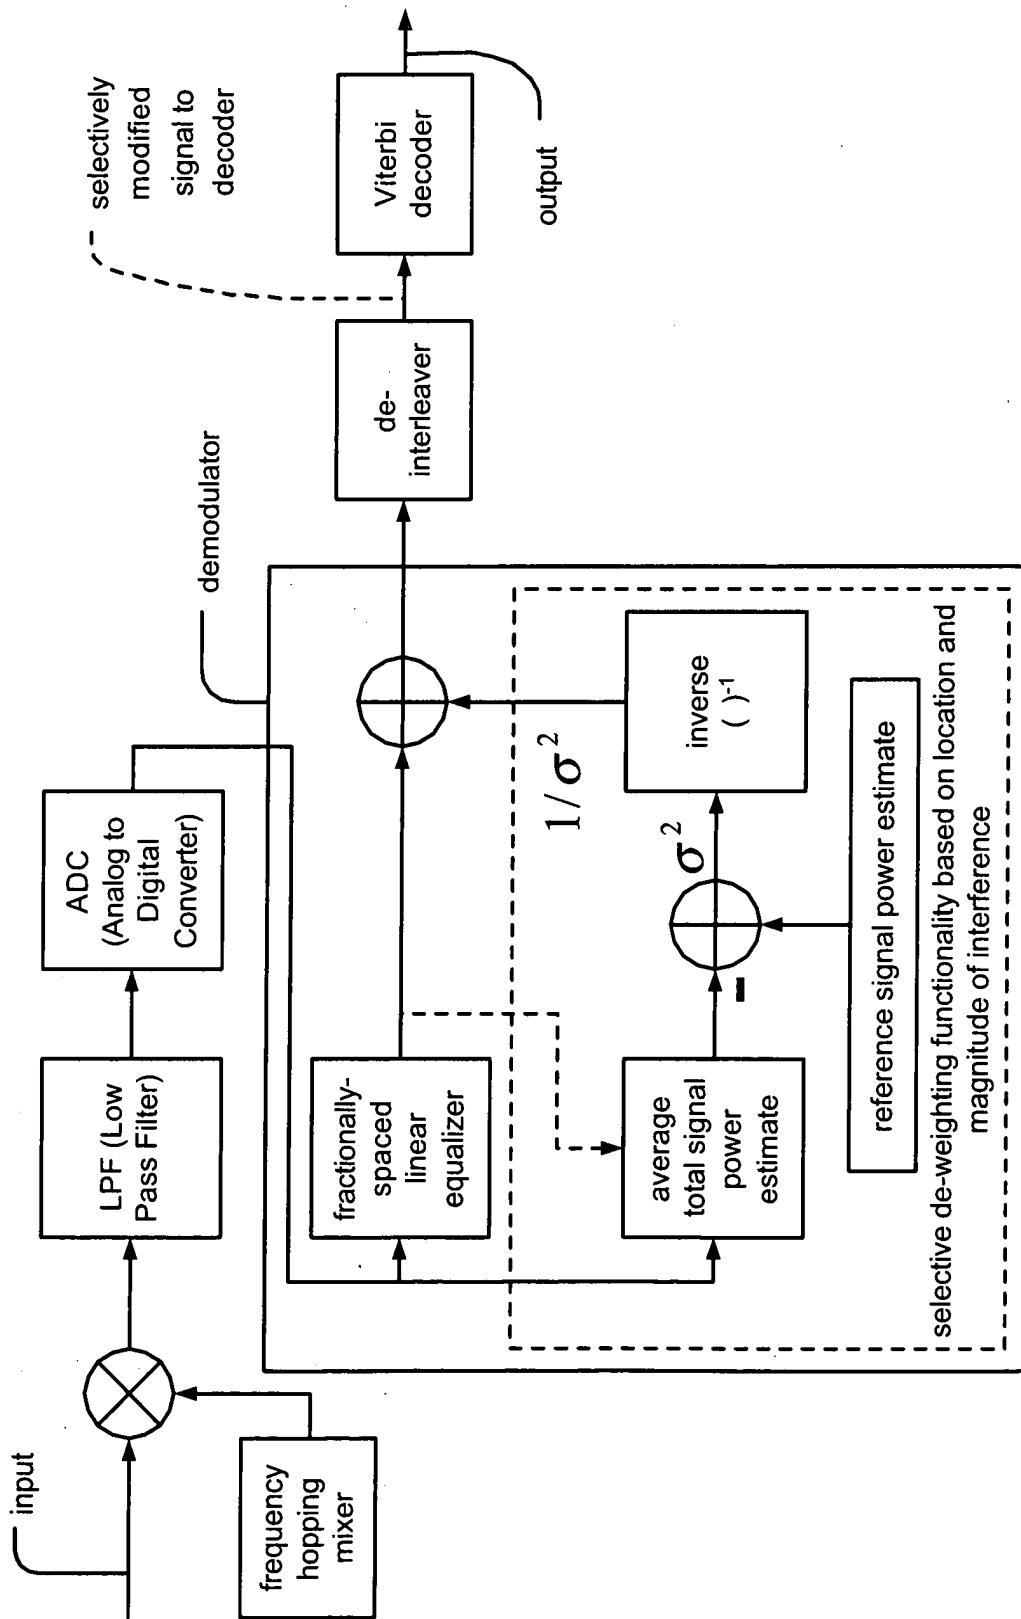 input
frequency
hopping
mixer
LPF (Low
Pass Filter)
ADC
(Analog to
Digital
Converter)
demodulator
fractionally-
spaced
linear
equalizer
average
total signal
power
estimate
-
σ²
1/σ²
inverse
( )⁻¹
reference signal power estimate
selective de-weighting functionality based on location and
magnitude of interference
de-
interleaver
selectively
modified
signal to
decoder
Viterbi
decoder
output